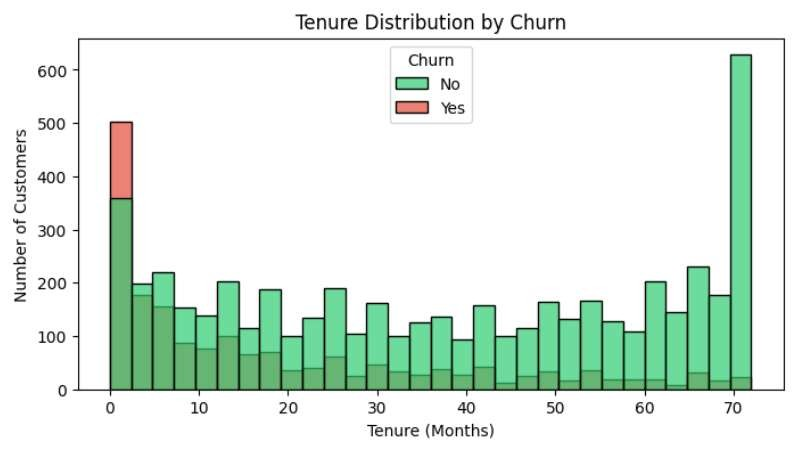 Tenure Distribution by Churn
Churn
No
Yes
Number of Customers
600
500
400
300
200
100
0
0 10 20 30 40 50 60 70
Tenure (Months)